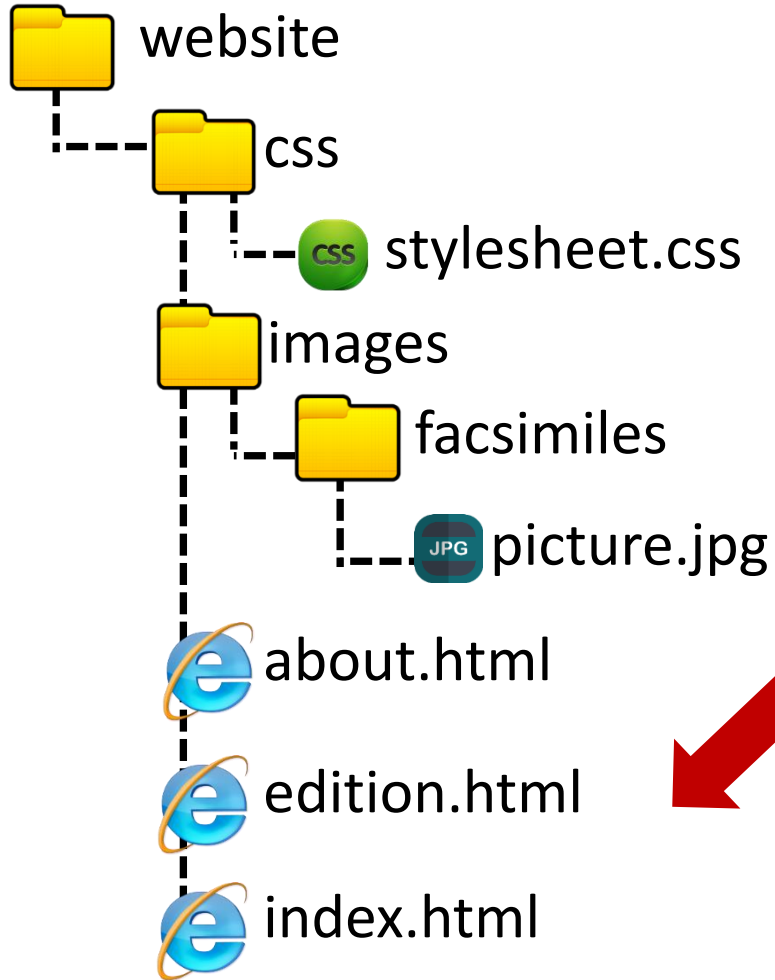 website
css
CSS stylesheet.css
images
facsimiles
JPG picture.jpg
about.html
edition.html
index.html